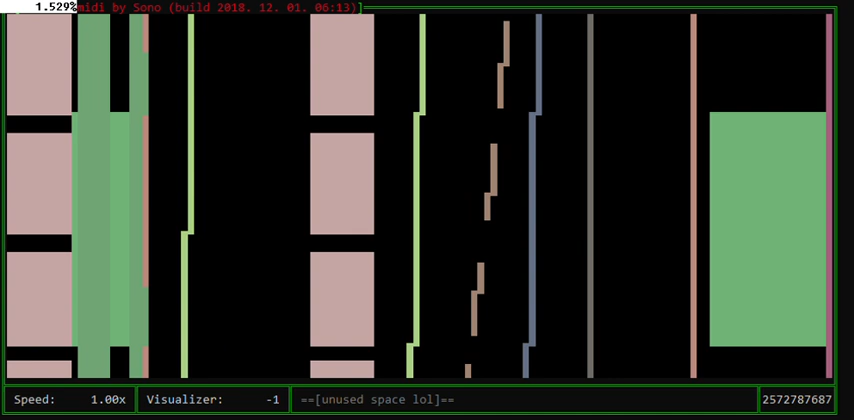 1.529%midi by Sono (build 2018. 12. 01. 06:13)]
Speed: 1.00x Visualizer: -1 ==[unused space lol]== 2572787687